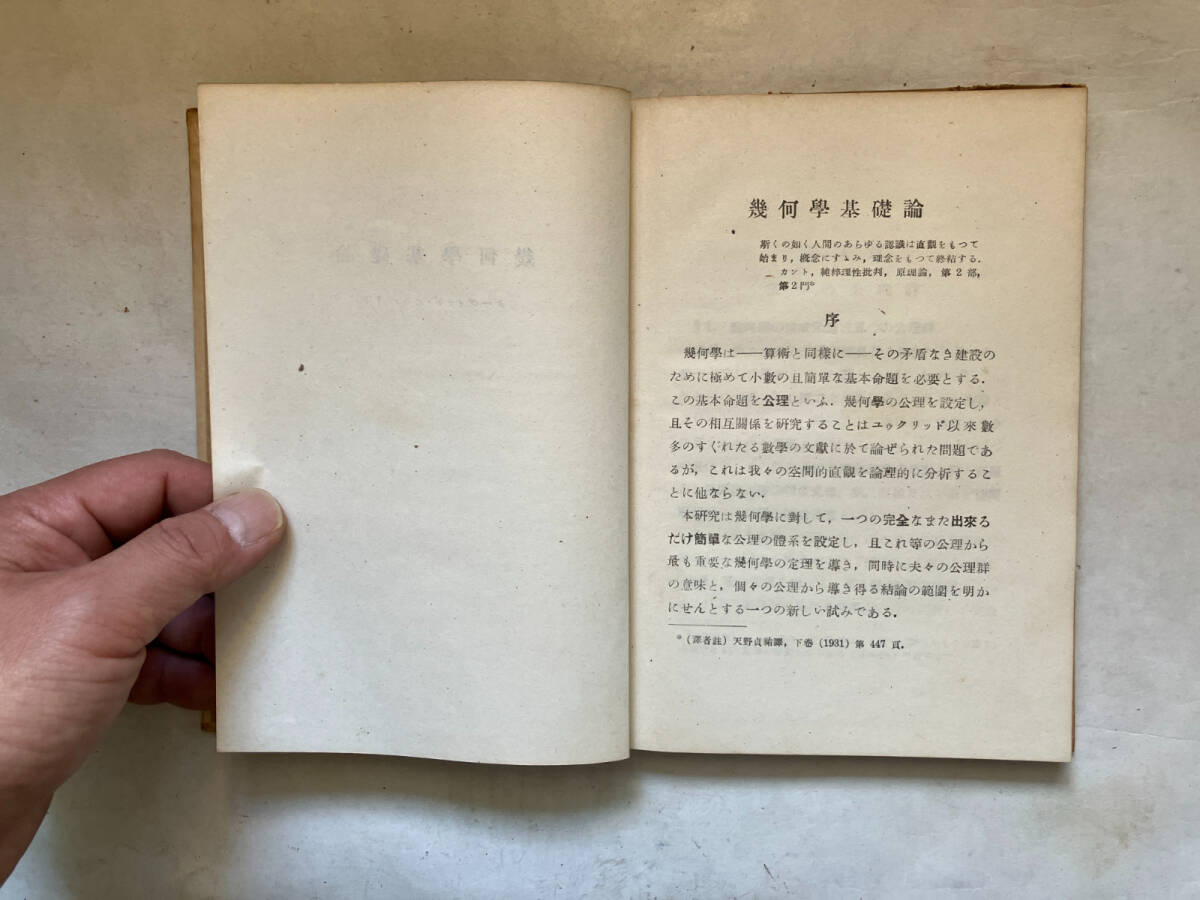 幾何學基礎論
斯くの如く人間のあらゆる認識は直觀をもつて
始まり，概念にすゝみ，理念をもつて終結する．
カント，純粹理性批判，原理論，第2部，
第2門*
序
幾何學は――算術と同樣に――その矛盾なき建設の
ために極めて小數の且簡單な基本命題を必要とする．
この基本命題を公理といふ．幾何學の公理を設定し，
且その相互關係を硏究することはユゥクリッド以來數
多のすぐれたる數學の文獻に於て論ぜられた問題であ
るが，これは我々の空間的直觀を論理的に分析するこ
とに他ならない．
本硏究は幾何學に對して，一つの完全なまた出來る
だけ簡單な公理の體系を設定し，且これ等の公理から
最も重要な幾何學の定理を導き，同時に夫々の公理群
の意味と，個々の公理から導き得る結論の範圍を明か
にせんとする一つの新しい試みである．
* (譯者註) 天野貞祐譯，下卷 (1931) 第 447 頁．
幾何學基礎論